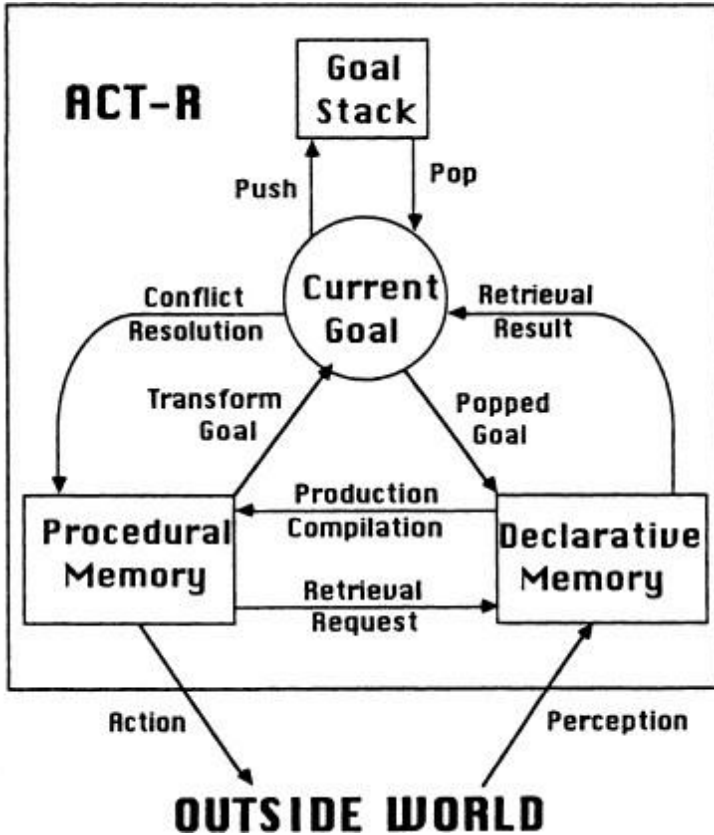 Goal
Stack
ACT-R
Push
Pop
Current
Goal
Conflict
Resolution
Retrieval
Result
Transform
Goal
Popped
Goal
Procedural
Memory
Production
Compilation
Declarative
Memory
Retrieval
Request
Action
Perception
OUTSIDE WORLD